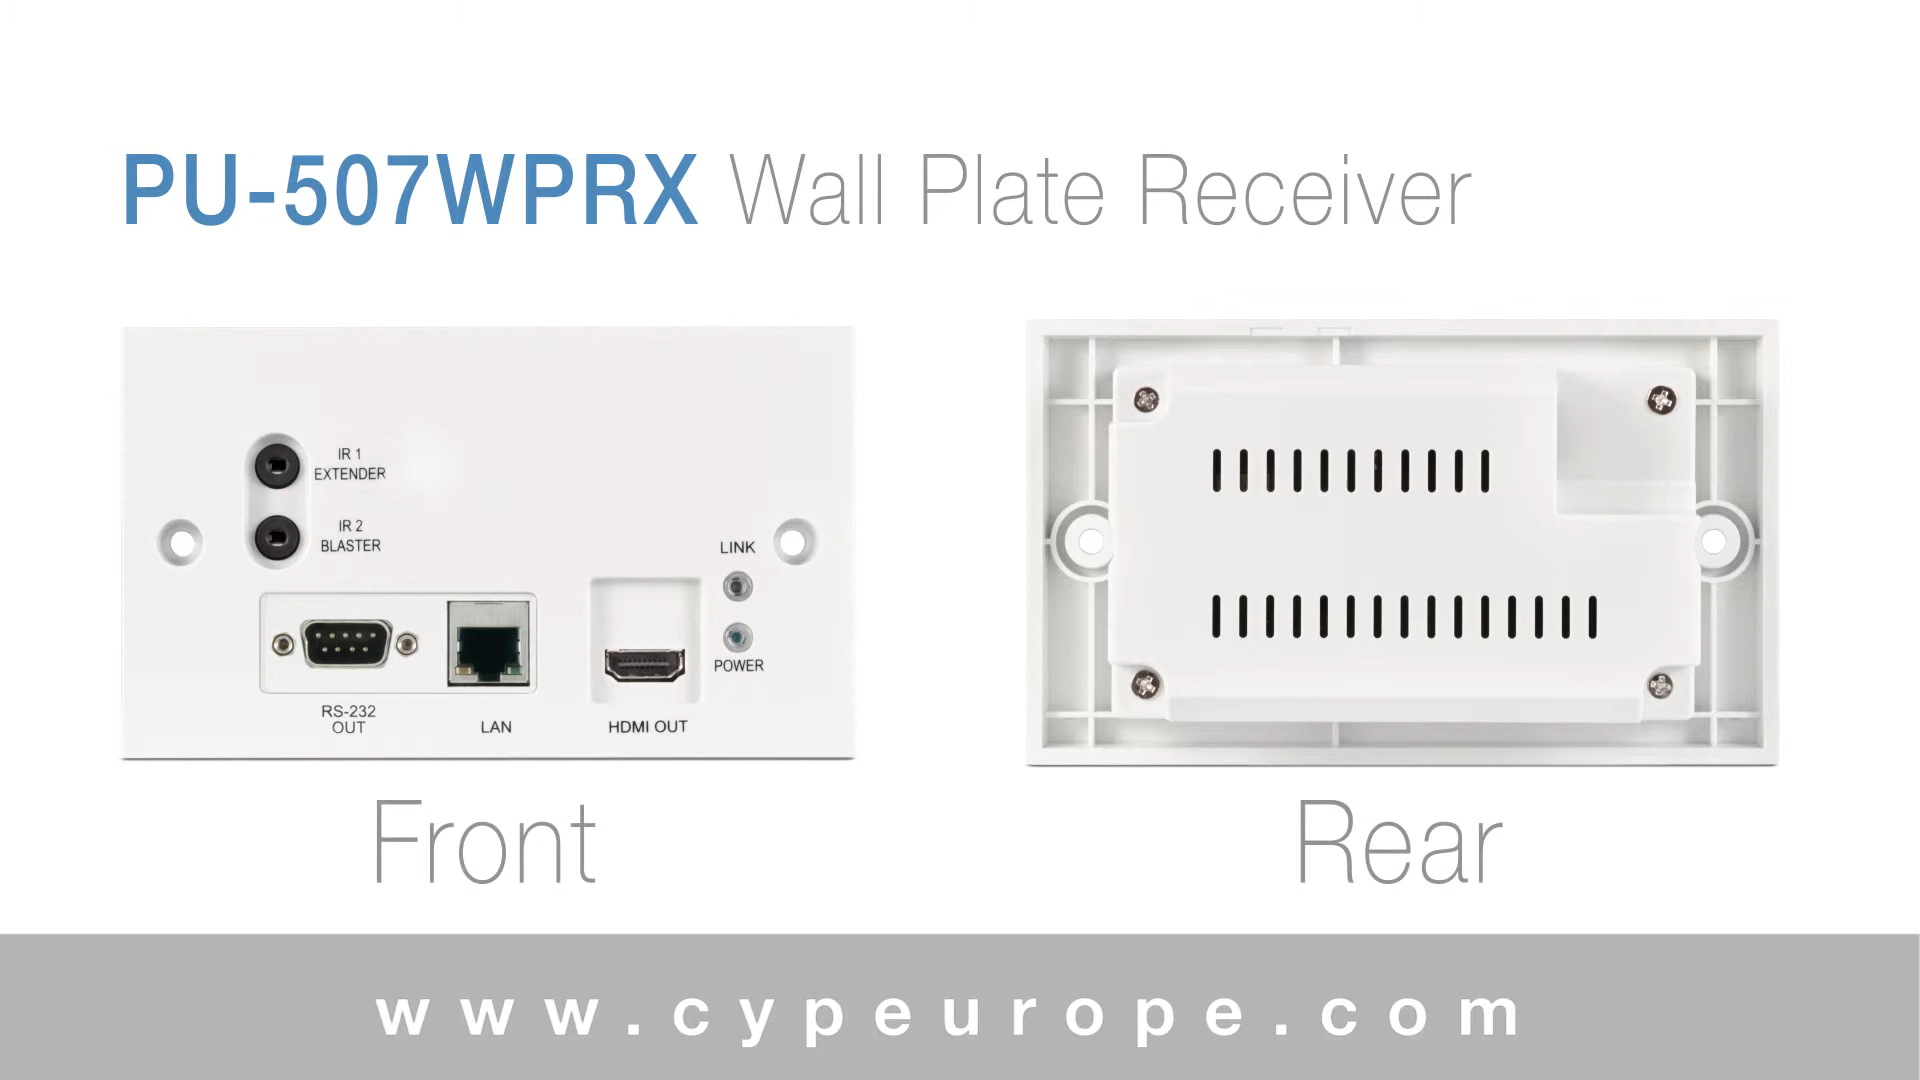 PU-507WPRX Wall Plate Receiver
IR 1
EXTENDER
IR 2
BLASTER
LINK
POWER
RS-232
OUT
LAN
HDMI OUT
Front
Rear
www.cypeurope.com